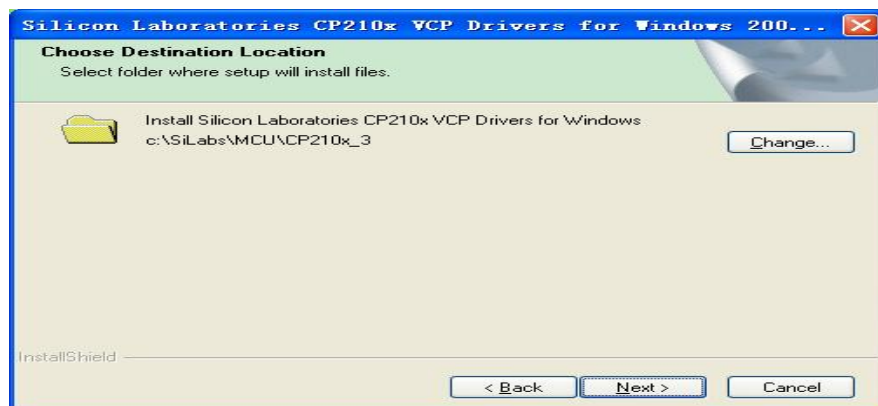 Silicon Laboratories CP210x VCP Drivers for Windows 200...
Choose Destination Location
Select folder where setup will install files.
Install Silicon Laboratories CP210x VCP Drivers for Windows
c:\SiLabs\MCU\CP210x_3
Change...
InstallShield
< Back
Next >
Cancel